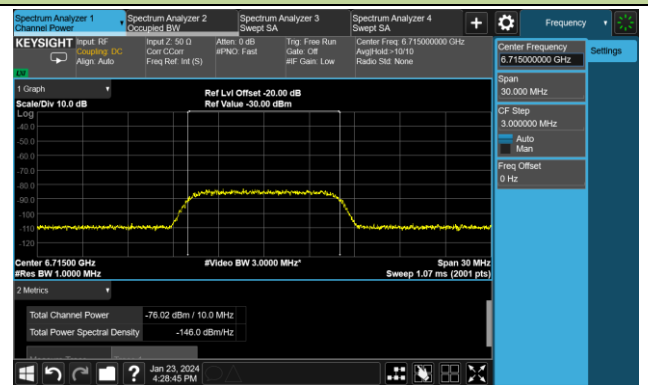 Spectrum Analyzer 1
Channel Power
Spectrum Analyzer 2
Occupied BW
Spectrum Analyzer 3
Swept SA
Spectrum Analyzer 4
Swept SA
+
Frequency
KEYSIGHT
Input: RF
Coupling: DC
Align: Auto
Input Z: 50 Ω
Corr CCorr
Freq Ref: Int (S)
Atten: 0 dB
#PNO: Fast
Trig: Free Run
Gate: Off
#IF Gain: Low
Center Freq: 6.715000000 GHz
Avg|Hold:>10/10
Radio Std: None
Center Frequency
6.715000000 GHz
Settings
Span
30.000 MHz
CF Step
3.000000 MHz
Auto
Man
Freq Offset
0 Hz
1 Graph
Scale/Div 10.0 dB
Ref Lvl Offset -20.00 dB
Ref Value -30.00 dBm
Log
-40.0
-50.0
-60.0
-70.0
-80.0
-90.0
-100
-110
-120
Center 6.71500 GHz
#Res BW 1.0000 MHz
#Video BW 3.0000 MHz*
Span 30 MHz
Sweep 1.07 ms (2001 pts)
2 Metrics
Total Channel Power
-76.02 dBm / 10.0 MHz
Total Power Spectral Density
-146.0 dBm/Hz
?
Jan 23, 2024
4:28:45 PM